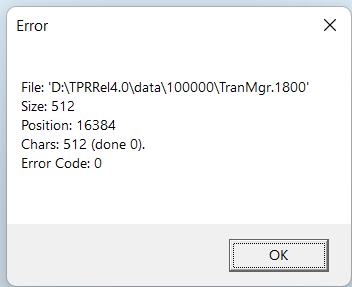 Error
File: 'D:\TPRRel4.0\data\100000\TranMgr.1800'
Size: 512
Position: 16384
Chars: 512 (done 0).
Error Code: 0
OK